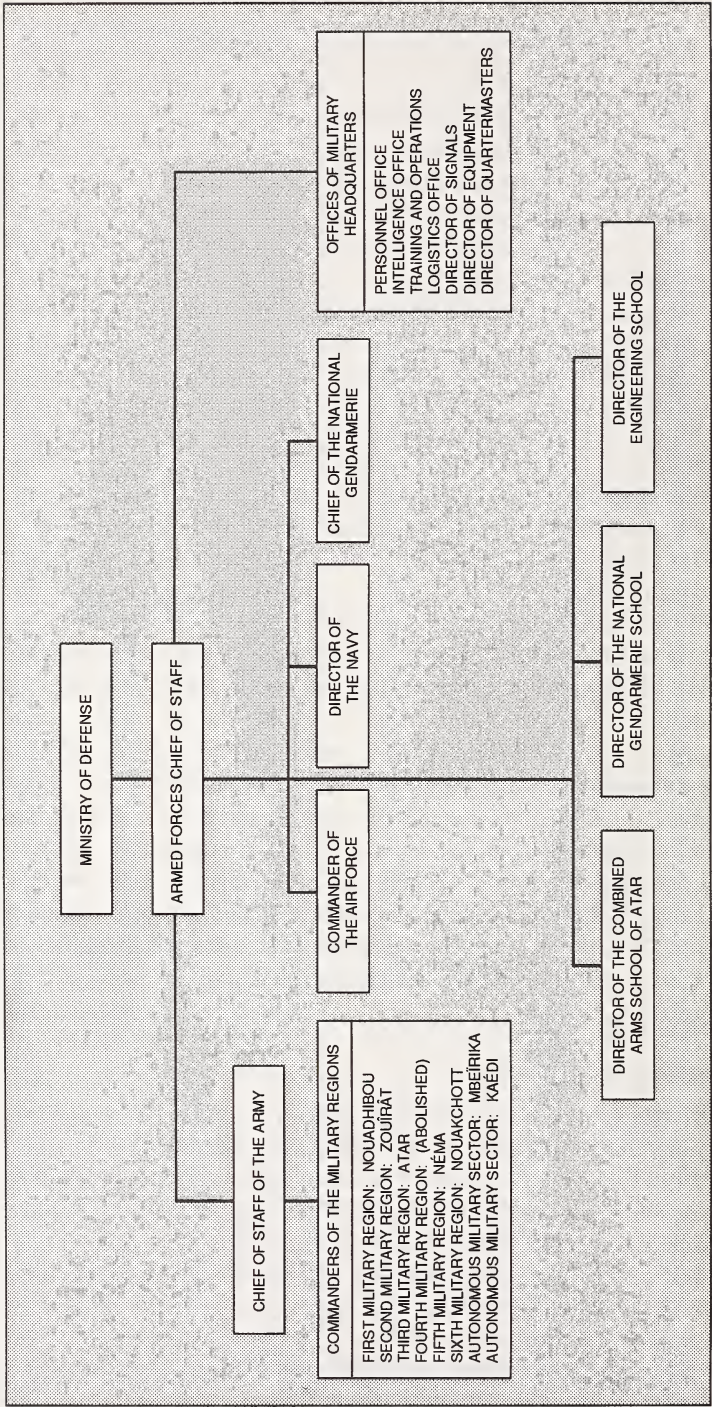 MINISTRY OF DEFENSE
ARMED FORCES CHIEF OF STAFF
CHIEF OF STAFF OF THE ARMY
COMMANDERS OF THE MILITARY REGIONS
FIRST MILITARY REGION: NOUADHIBOU
SECOND MILITARY REGION: ZOUÎRÂT
THIRD MILITARY REGION: ATAR
FOURTH MILITARY REGION: (ABOLISHED)
FIFTH MILITARY REGION: NÉMA
SIXTH MILITARY REGION: NOUAKCHOTT
AUTONOMOUS MILITARY SECTOR: MBEÏRIKA
AUTONOMOUS MILITARY SECTOR: KAÉDI
COMMANDER OF
THE AIR FORCE
DIRECTOR OF
THE NAVY
CHIEF OF THE NATIONAL
GENDARMERIE
OFFICES OF MILITARY
HEADQUARTERS
PERSONNEL OFFICE
INTELLIGENCE OFFICE
TRAINING AND OPERATIONS
LOGISTICS OFFICE
DIRECTOR OF SIGNALS
DIRECTOR OF EQUIPMENT
DIRECTOR OF QUARTERMASTERS
DIRECTOR OF THE COMBINED
ARMS SCHOOL OF ATAR
DIRECTOR OF THE NATIONAL
GENDARMERIE SCHOOL
DIRECTOR OF THE
ENGINEERING SCHOOL